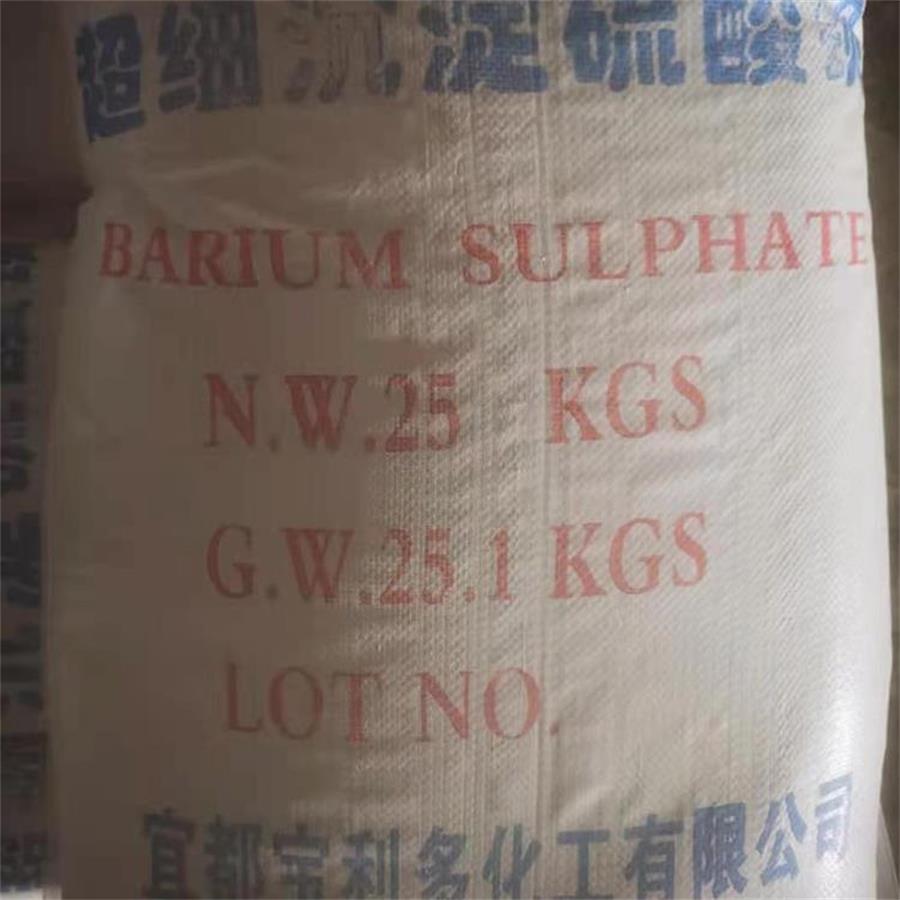 超细沉淀硫酸钡
BARIUM SULPHATE
N.W.25 KGS
G.W.25.1 KGS
LOT NO.
宜都宝利多化工有限公司